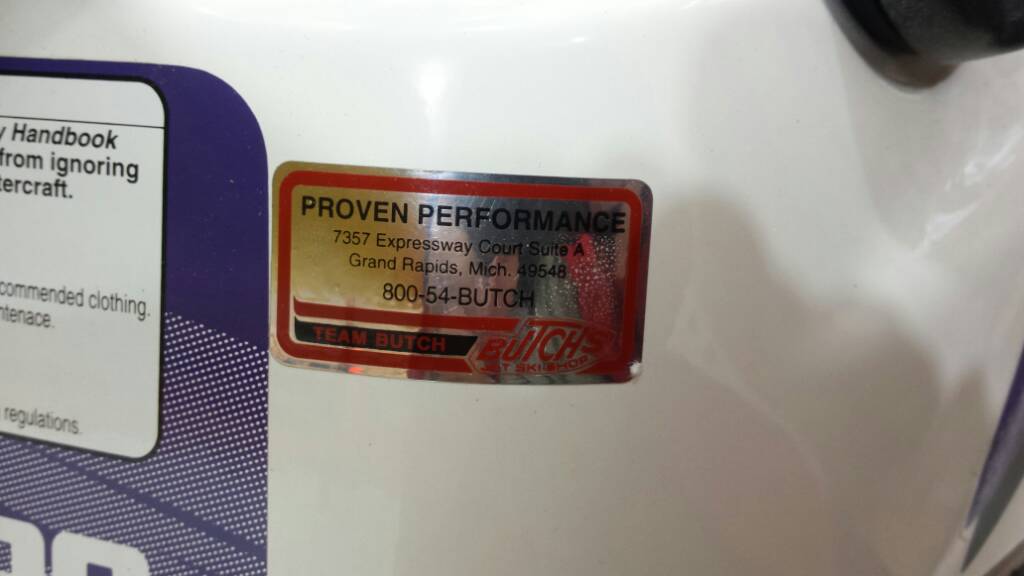 y Handbook
from ignoring
tercraft.
commended clothing.
ntenace.
regulations.
PROVEN PERFORMANCE
7357 Expressway Court Suite A
Grand Rapids, Mich. 49548
800-54-BUTCH
TEAM BUTCH
BUTCH'S
JET SKI SHOP